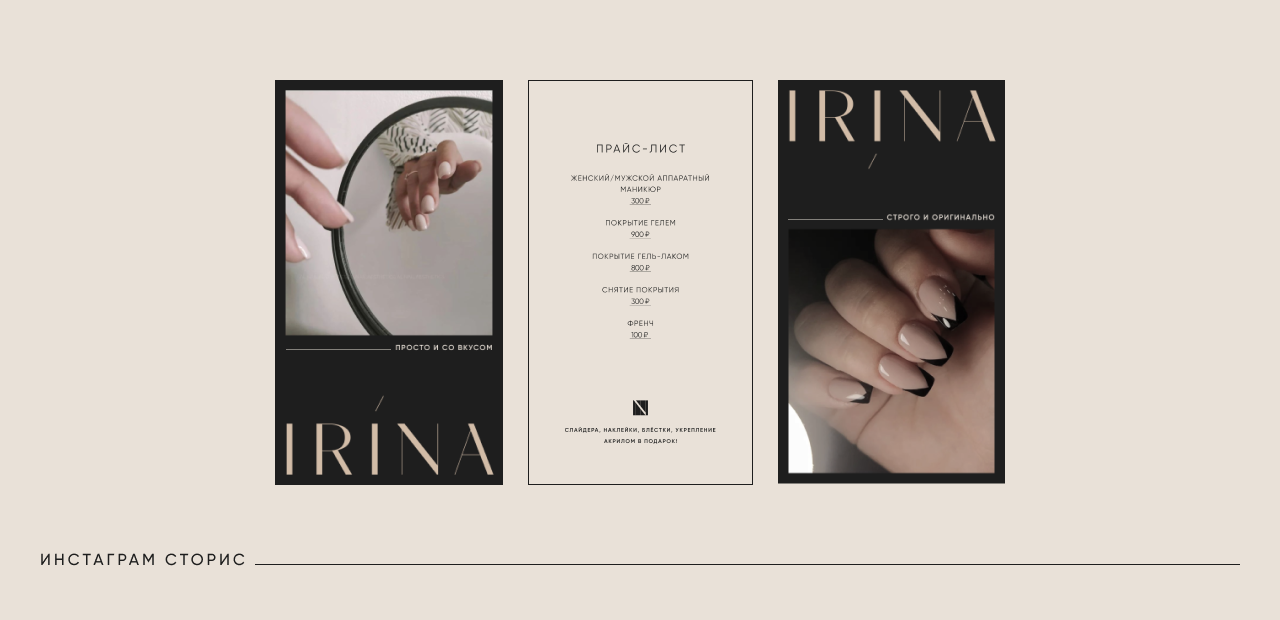 ПРОСТО И СО ВКУСОМ
/
IRINA
ПРАЙС-ЛИСТ
ЖЕНСКИЙ/МУЖСКОЙ АППАРАТНЫЙ
МАНИКЮР
300 ₽
ПОКРЫТИЕ ГЕЛЕМ
900 ₽
ПОКРЫТИЕ ГЕЛЬ-ЛАКОМ
800 ₽
СНЯТИЕ ПОКРЫТИЯ
300 ₽
ФРЕНЧ
100 ₽
N
СЛАЙДЕРА, НАКЛЕЙКИ, БЛЁСТКИ, УКРЕПЛЕНИЕ
АКРИЛОМ В ПОДАРОК!
IRINA
/
СТРОГО И ОРИГИНАЛЬНО
ИНСТАГРАМ СТОРИС